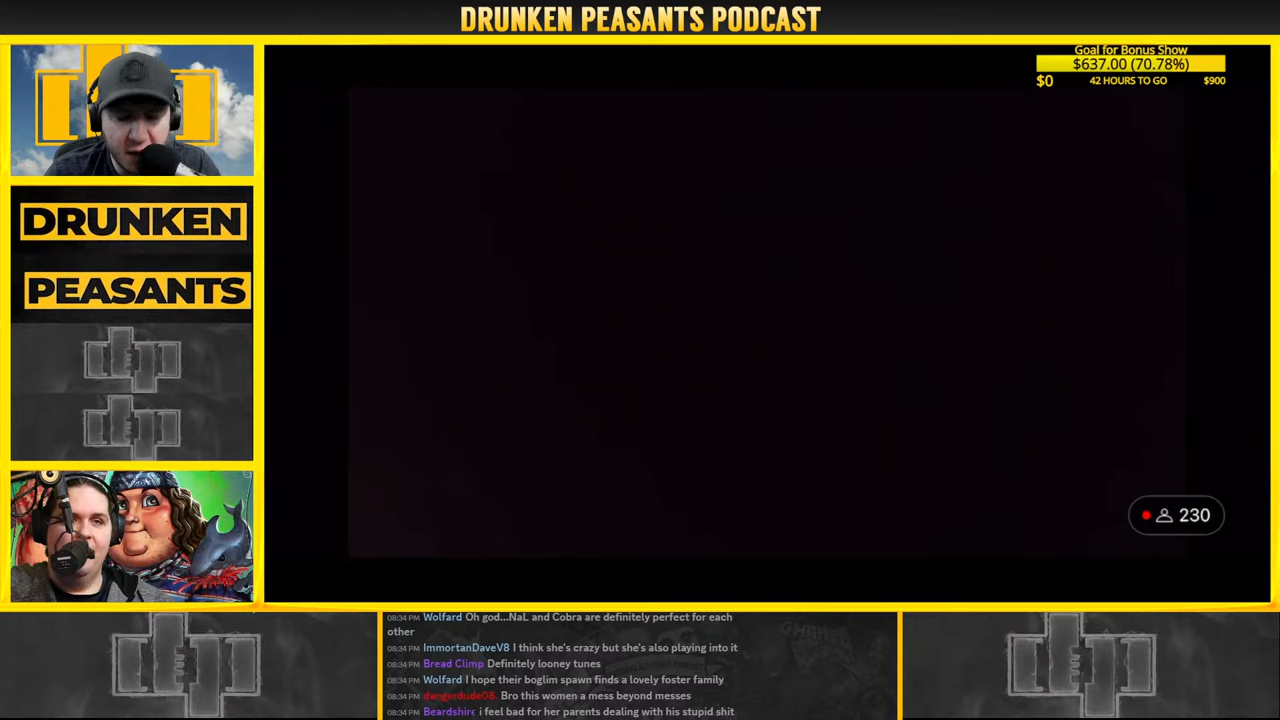 DRUNKEN PEASANTS PODCAST
Goal for Bonus Show
$637.00 (70.78%)
$0 42 HOURS TO GO $900
DRUNKEN
PEASANTS
230
08:34 PM Wolfard Oh god...NaL and Cobra are definitely perfect for each
other
08:34 PM ImmortanDaveV8 I think she's crazy but she's also playing into it
08:34 PM Bread Climp Definitely looney tunes
08:34 PM Wolfard I hope their boglim spawn finds a lovely foster family
08:34 PM dangerdude08. Bro this women a mess beyond messes
08:34 PM Beardshire i feel bad for her parents dealing with his stupid shit